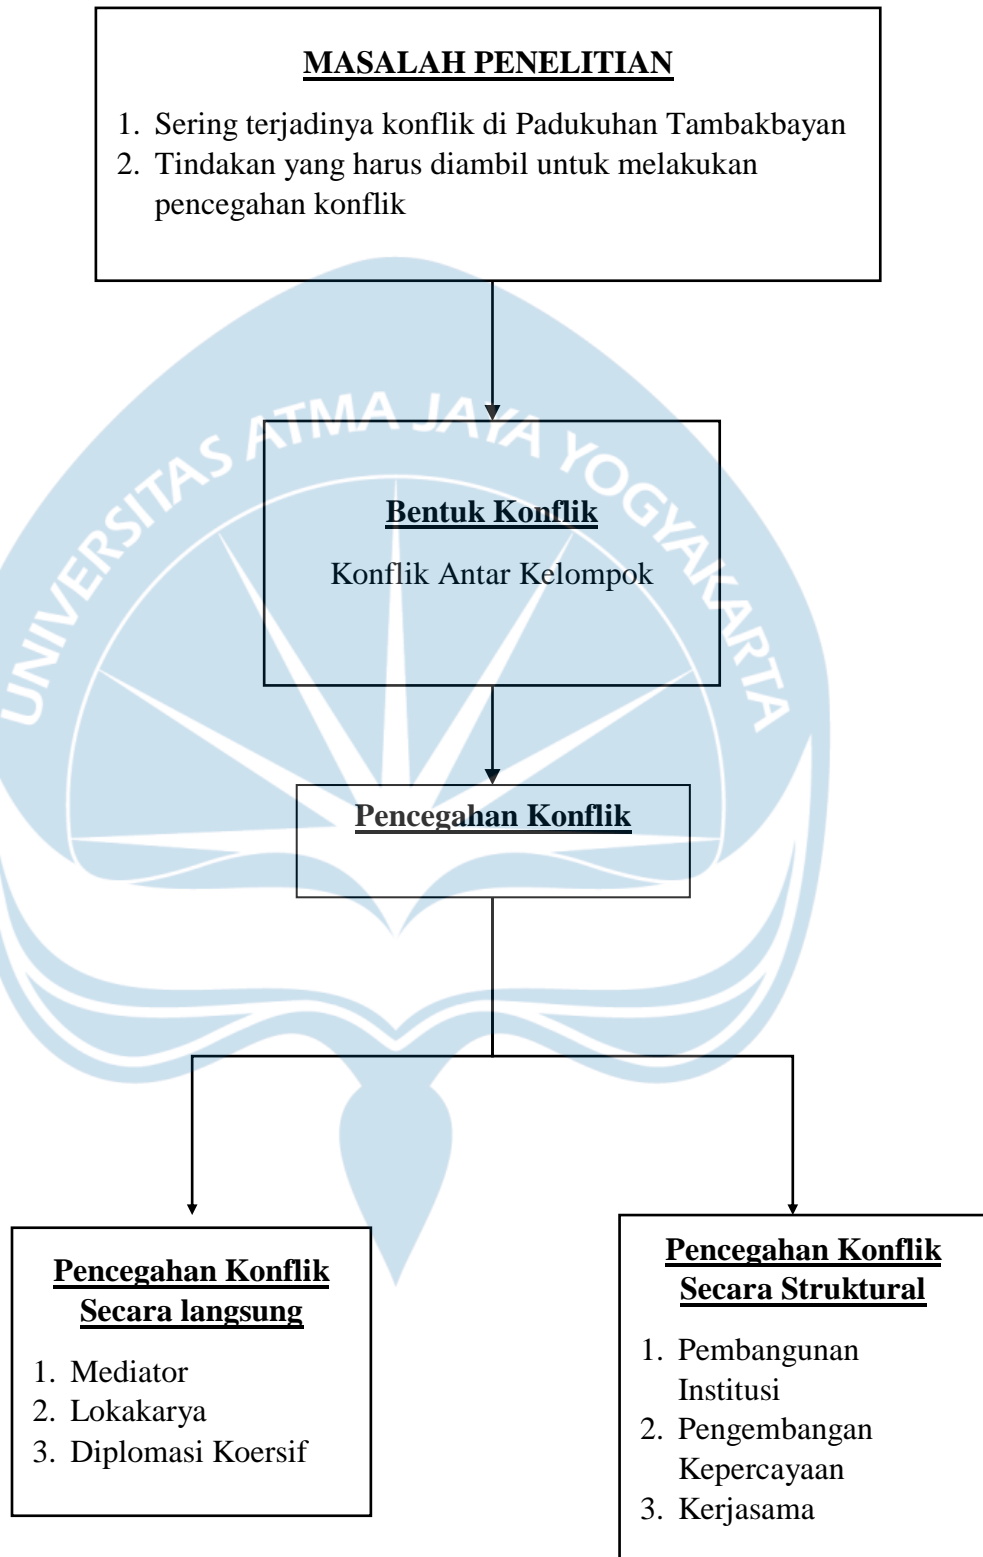 MASALAH PENELITIAN
1. Sering terjadinya konflik di Padukuhan Tambakbayan
2. Tindakan yang harus diambil untuk melakukan
pencegahan konflik
UNIVERSITAS ATMA JAYA YOGYAKARTA
Bentuk Konflik
Konflik Antar Kelompok
Pencegahan Konflik
Pencegahan Konflik
Secara langsung
1. Mediator
2. Lokakarya
3. Diplomasi Koersif
Pencegahan Konflik
Secara Struktural
1. Pembangunan
Institusi
2. Pengembangan
Kepercayaan
3. Kerjasama